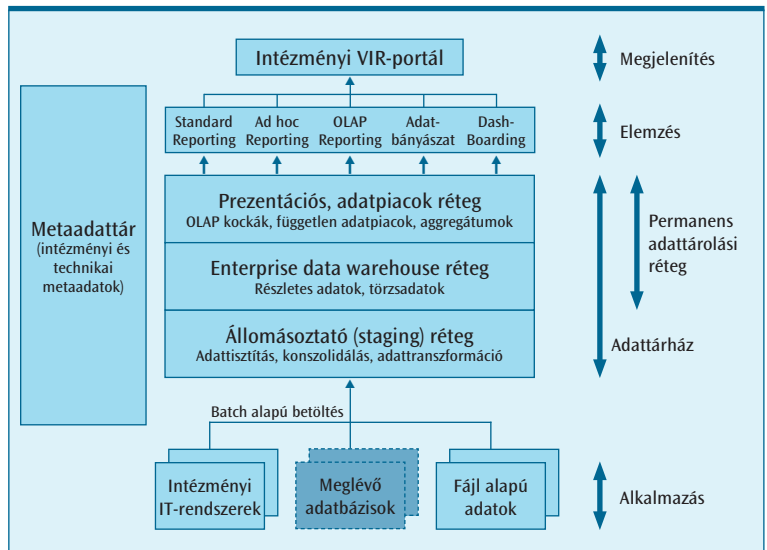 Intézményi VIR-portál
Megjelenítés
Standard
Reporting
Ad hoc
Reporting
OLAP
Reporting
Adat-
bányászat
Dash-
Boarding
Elemzés
Metaadattár
(intézményi és
technikai
metaadatok)
Prezentációs, adatpiacok réteg
OLAP kockák, független adatpiacok, aggregátumok
Enterprise data warehouse réteg
Részletes adatok, törzsadatok
Állomásoztató (staging) réteg
Adattisztítás, konszolidálás, adattranszformáció
Permanens
adattárolási
réteg
Adattárház
Batch alapú betöltés
Intézményi
IT-rendszerek
Meglévő
adatbázisok
Fájl alapú
adatok
Alkalmazás